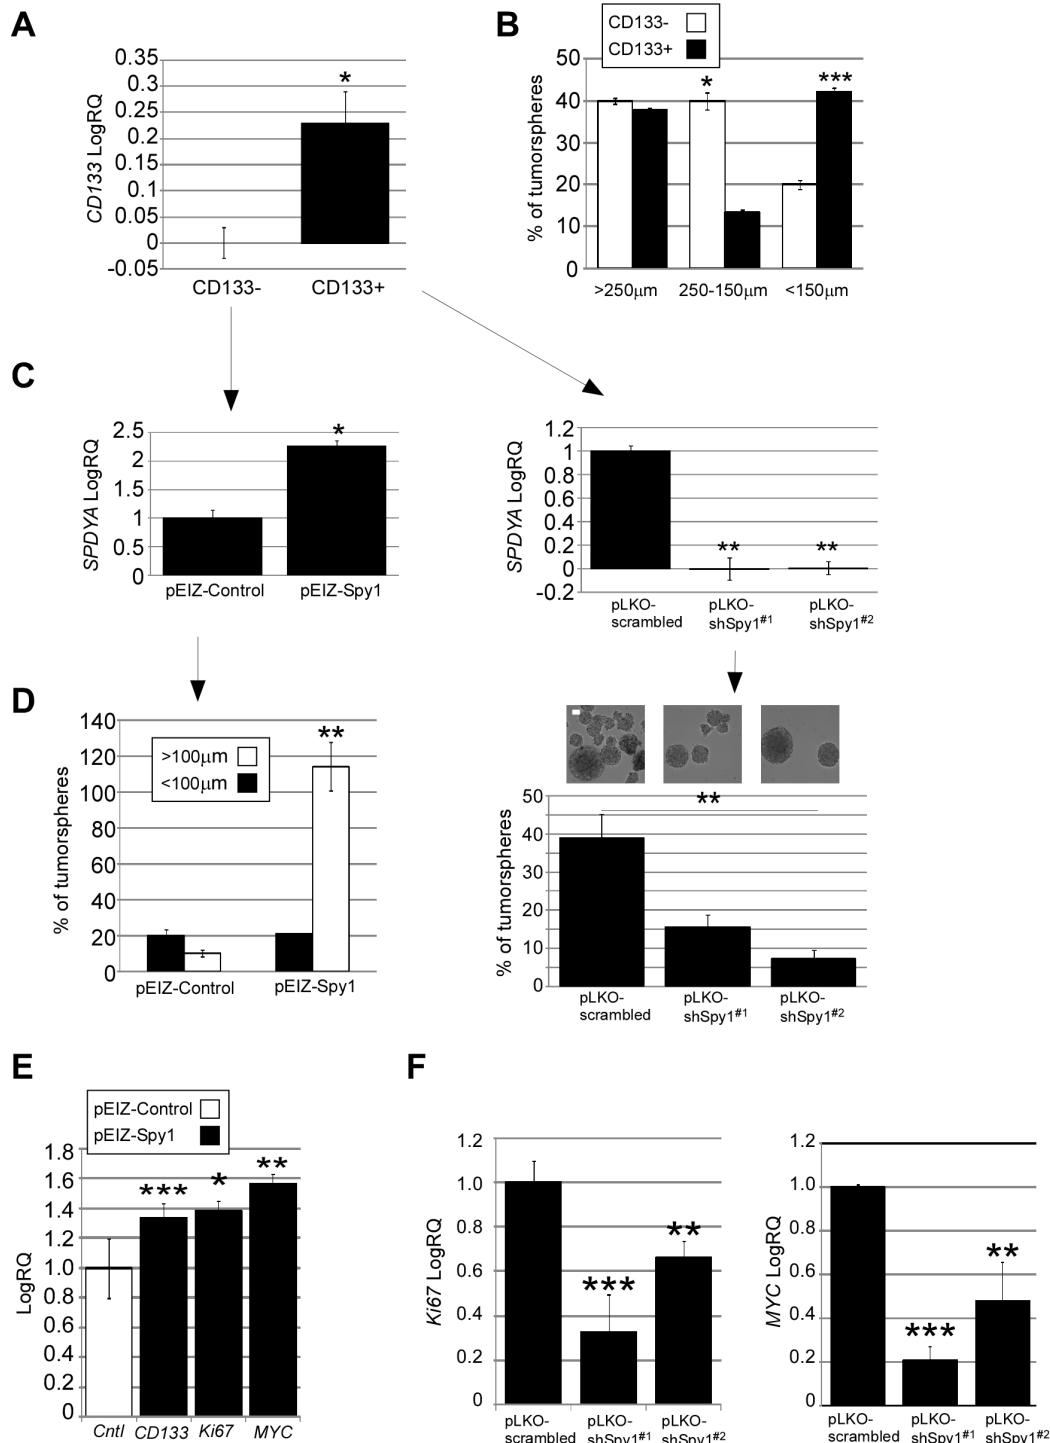 A
0.35
0.3
0.25
0.2
0.15
0.1
0.05
0
-0.05
CD133 LogRQ
*
CD133-
CD133+
B
CD133-
CD133+
50
40
30
20
10
0
% of tumorspheres
*
***
>250μm
250-150μm
<150μm
C
2.5
2
1.5
1
0.5
0
SPDYA LogRQ
*
pEIZ-Control
pEIZ-Spy1
1.2
1
0.8
0.6
0.4
0.2
0
-0.2
SPDYA LogRQ
**
**
pLKO-
scrambled
pLKO-
shSpy1#1
pLKO-
shSpy1#2
D
140
120
100
80
60
40
20
0
% of tumorspheres
>100μm
<100μm
**
pEIZ-Control
pEIZ-Spy1
50
40
30
20
10
0
% of tumorspheres
**
pLKO-
scrambled
pLKO-
shSpy1#1
pLKO-
shSpy1#2
E
pEIZ-Control
pEIZ-Spy1
1.8
1.6
1.4
1.2
1.0
0.8
0.6
0.4
0.2
0
LogRQ
***
*
**
Cntl
CD133
Ki67
MYC
F
1.2
1.0
0.8
0.6
0.4
0.2
0
Ki67 LogRQ
***
**
pLKO-
scrambled
pLKO-
shSpy1#1
pLKO-
shSpy1#2
1.2
1.0
0.8
0.6
0.4
0.2
0
MYC LogRQ
***
**
pLKO-
scrambled
pLKO-
shSpy1#1
pLKO-
shSpy1#2